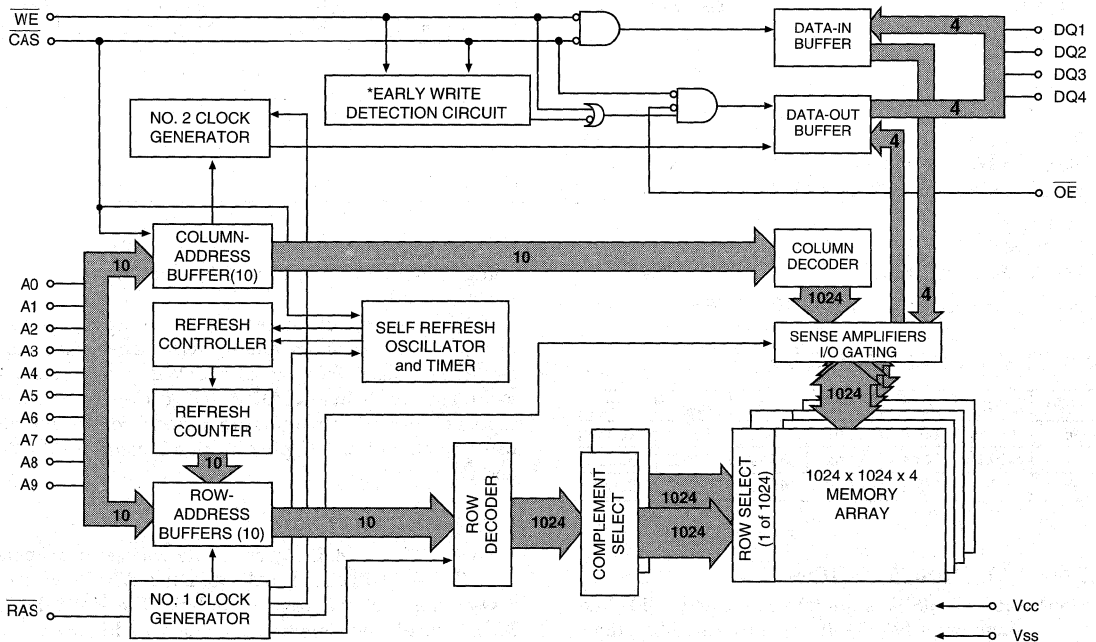 WE
CAS
*EARLY WRITE
DETECTION CIRCUIT
DATA-IN
BUFFER
4
DQ1
DQ2
DQ3
DQ4
NO. 2 CLOCK
GENERATOR
DATA-OUT
BUFFER
4
4
OE
COLUMN-
ADDRESS
BUFFER(10)
10
10
COLUMN
DECODER
1024
4
A0
A1
A2
A3
A4
A5
A6
A7
A8
A9
REFRESH
CONTROLLER
SELF REFRESH
OSCILLATOR
and TIMER
SENSE AMPLIFIERS
I/O GATING
1024
REFRESH
COUNTER
10
ROW-
ADDRESS
BUFFERS (10)
10
10
ROW
DECODER
1024
COMPLEMENT
SELECT
1024
1024
ROW SELECT
(1 of 1024)
1024 x 1024 x 4
MEMORY
ARRAY
RAS
NO. 1 CLOCK
GENERATOR
Vcc
Vss